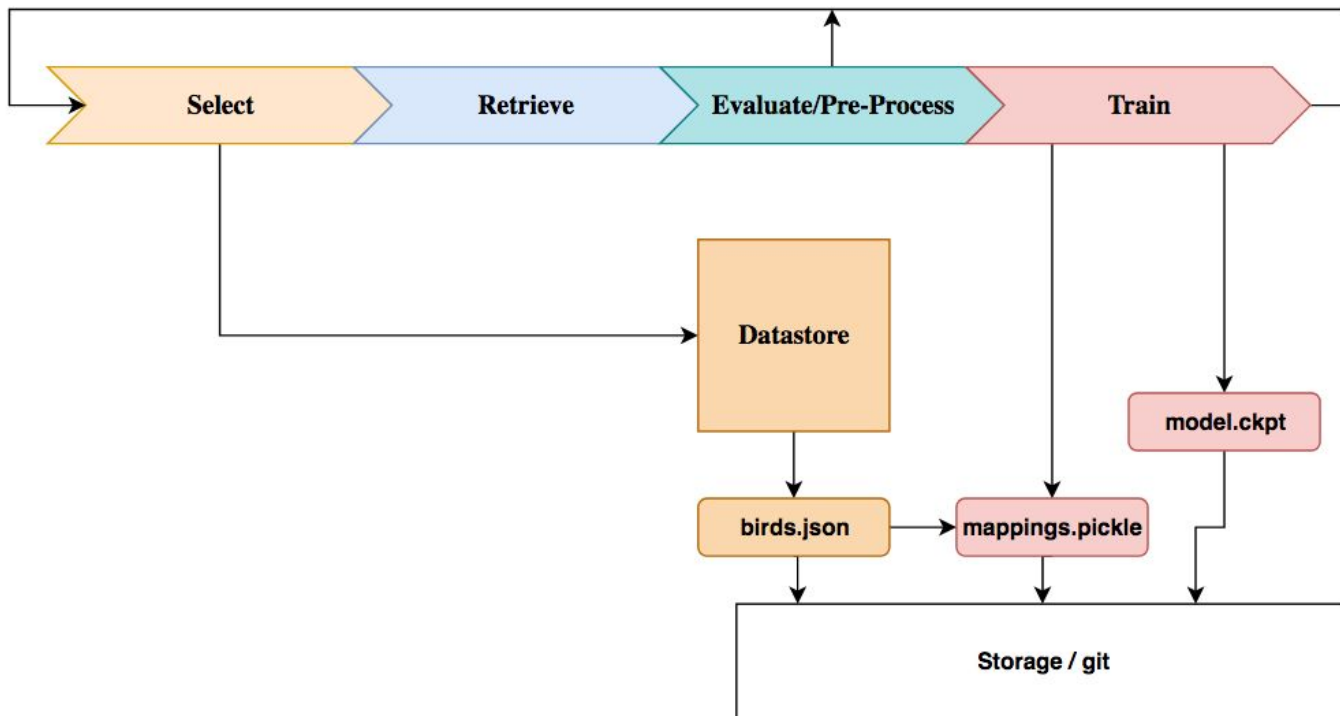 Select
Retrieve
Evaluate/Pre-Process
Train
Datastore
model.ckpt
birds.json
mappings.pickle
Storage / git